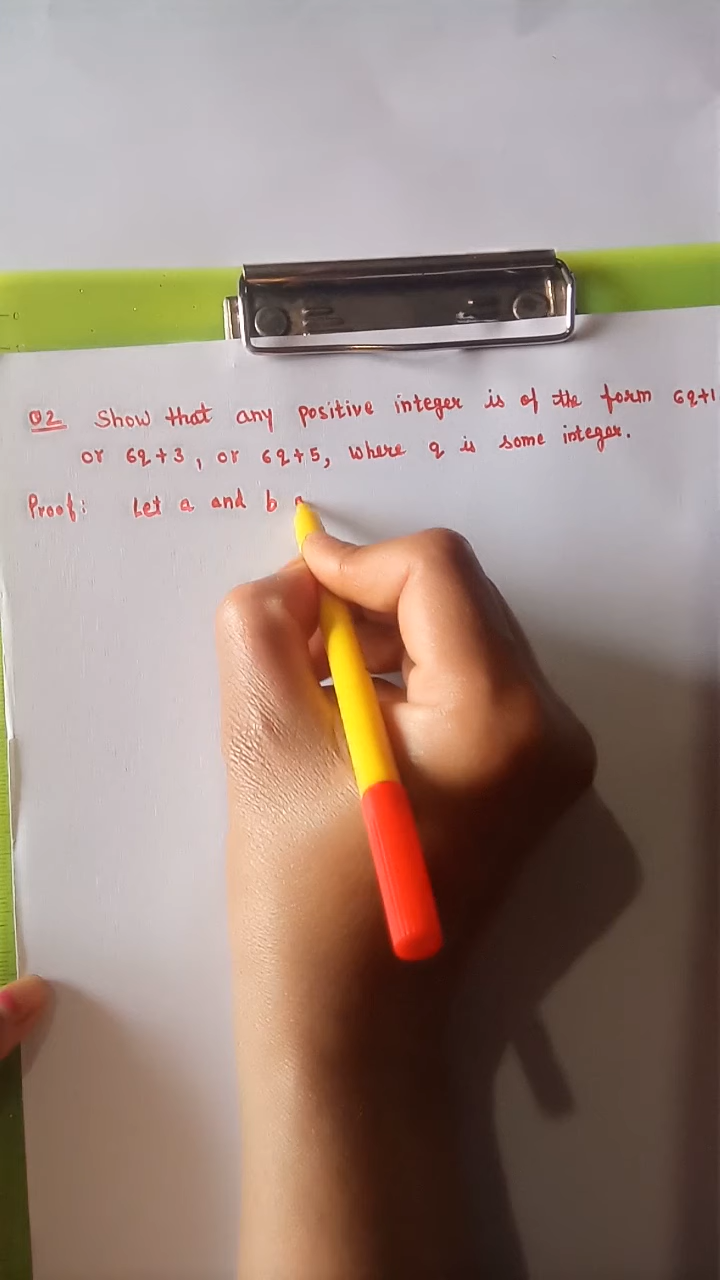 Q2 Show that any positive integer is of the form 6q+1
or 6q+3, or 6q+5, where q is some integer.
Proof: Let a and b